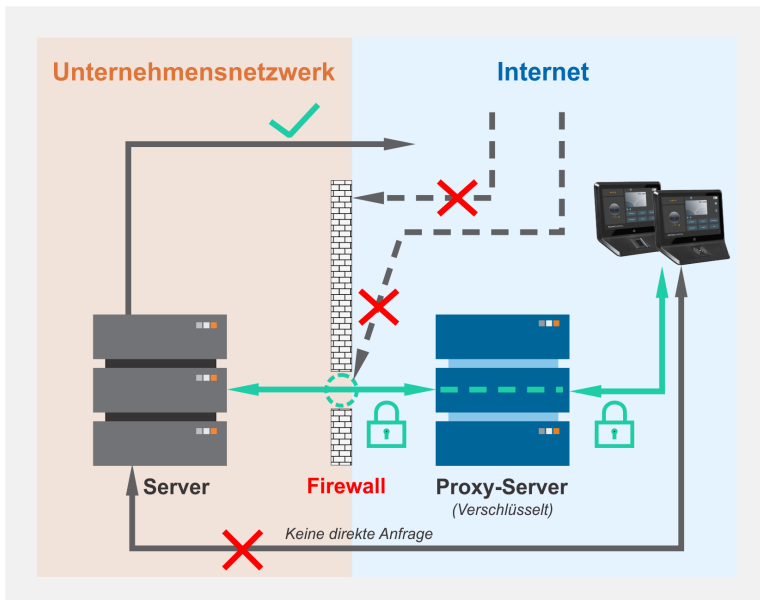 Unternehmensnetzwerk
Internet
Server
Firewall
Proxy-Server
(Verschlüsselt)
Keine direkte Anfrage